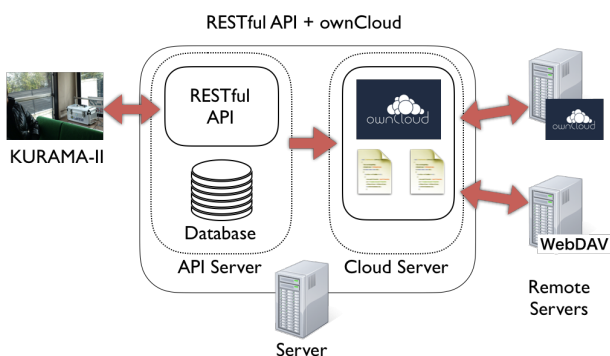 RESTful API + ownCloud
KURAMA-II
RESTful
API
Database
API Server
ownCloud
Cloud Server
ownCloud
WebDAV
Remote
Servers
Server